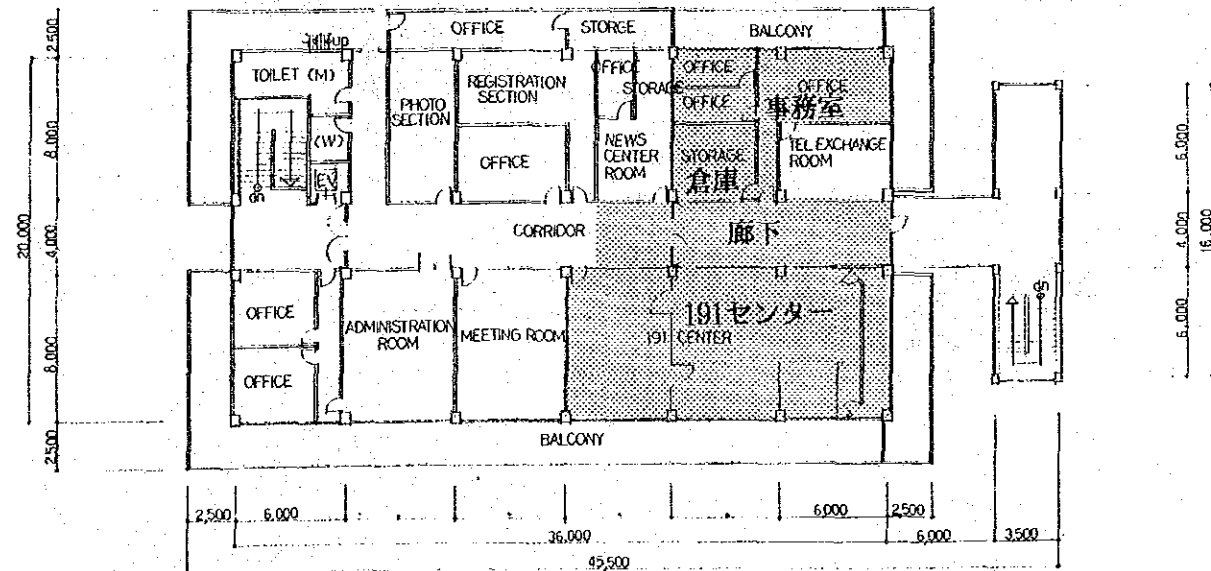 OFFICE
STORGE
BALCONY
up
TOILET (M)
PHOTO
SECTION
REGISTRATION
SECTION
OFFICE
STORAGE
OFFICE
OFFICE
OFFICE
事務室
(W)
EV
OFFICE
NEWS
CENTER
ROOM
STORAGE
倉庫
TEL EXCHANGE
ROOM
dn
CORRIDOR
廊下
OFFICE
OFFICE
ADMINISTRATION
ROOM
MEETING ROOM
191センター
191 CENTER
dn
BALCONY
2,500
8,000
4,000
20,000
8,000
2,500
6,000
4,000
16,000
6,000
2,500
6,000
6,000
2,500
36,000
6,000
3,500
45,500